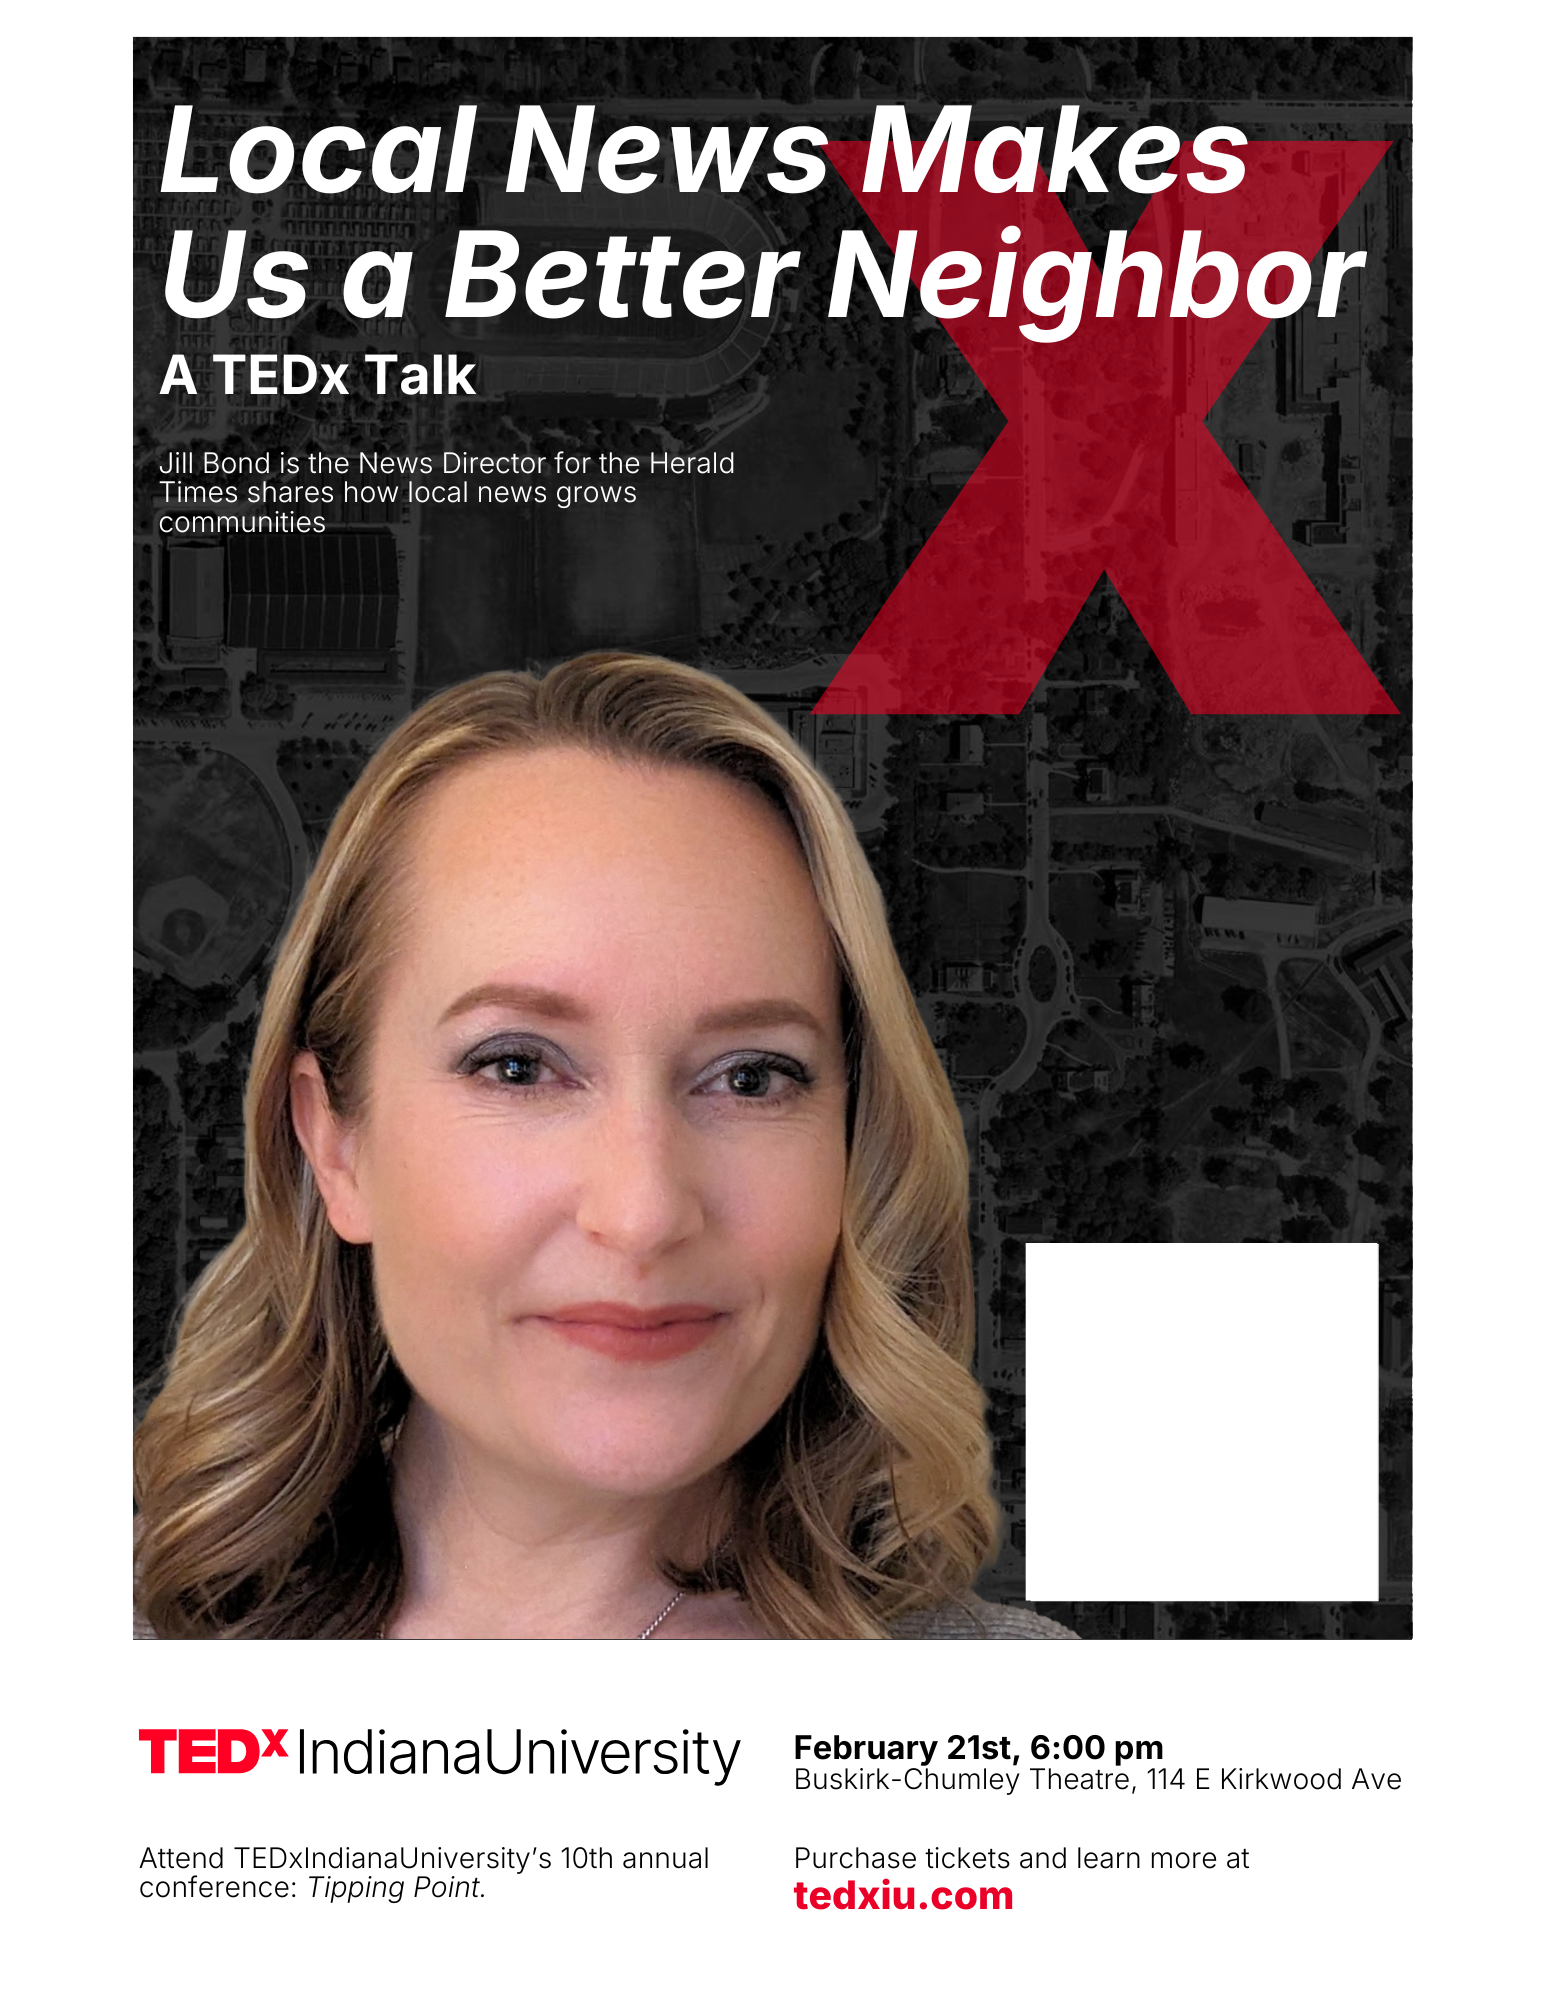 Local News Makes
Us a Better Neighbor
A TEDx Talk
Jill Bond is the News Director for the Herald
Times shares how local news grows
communities
TEDx IndianaUniversity
February 21st, 6:00 pm
Buskirk-Chumley Theatre, 114 E Kirkwood Ave
Attend TEDxIndianaUniversity’s 10th annual
conference: Tipping Point.
Purchase tickets and learn more at
tedxiu.com